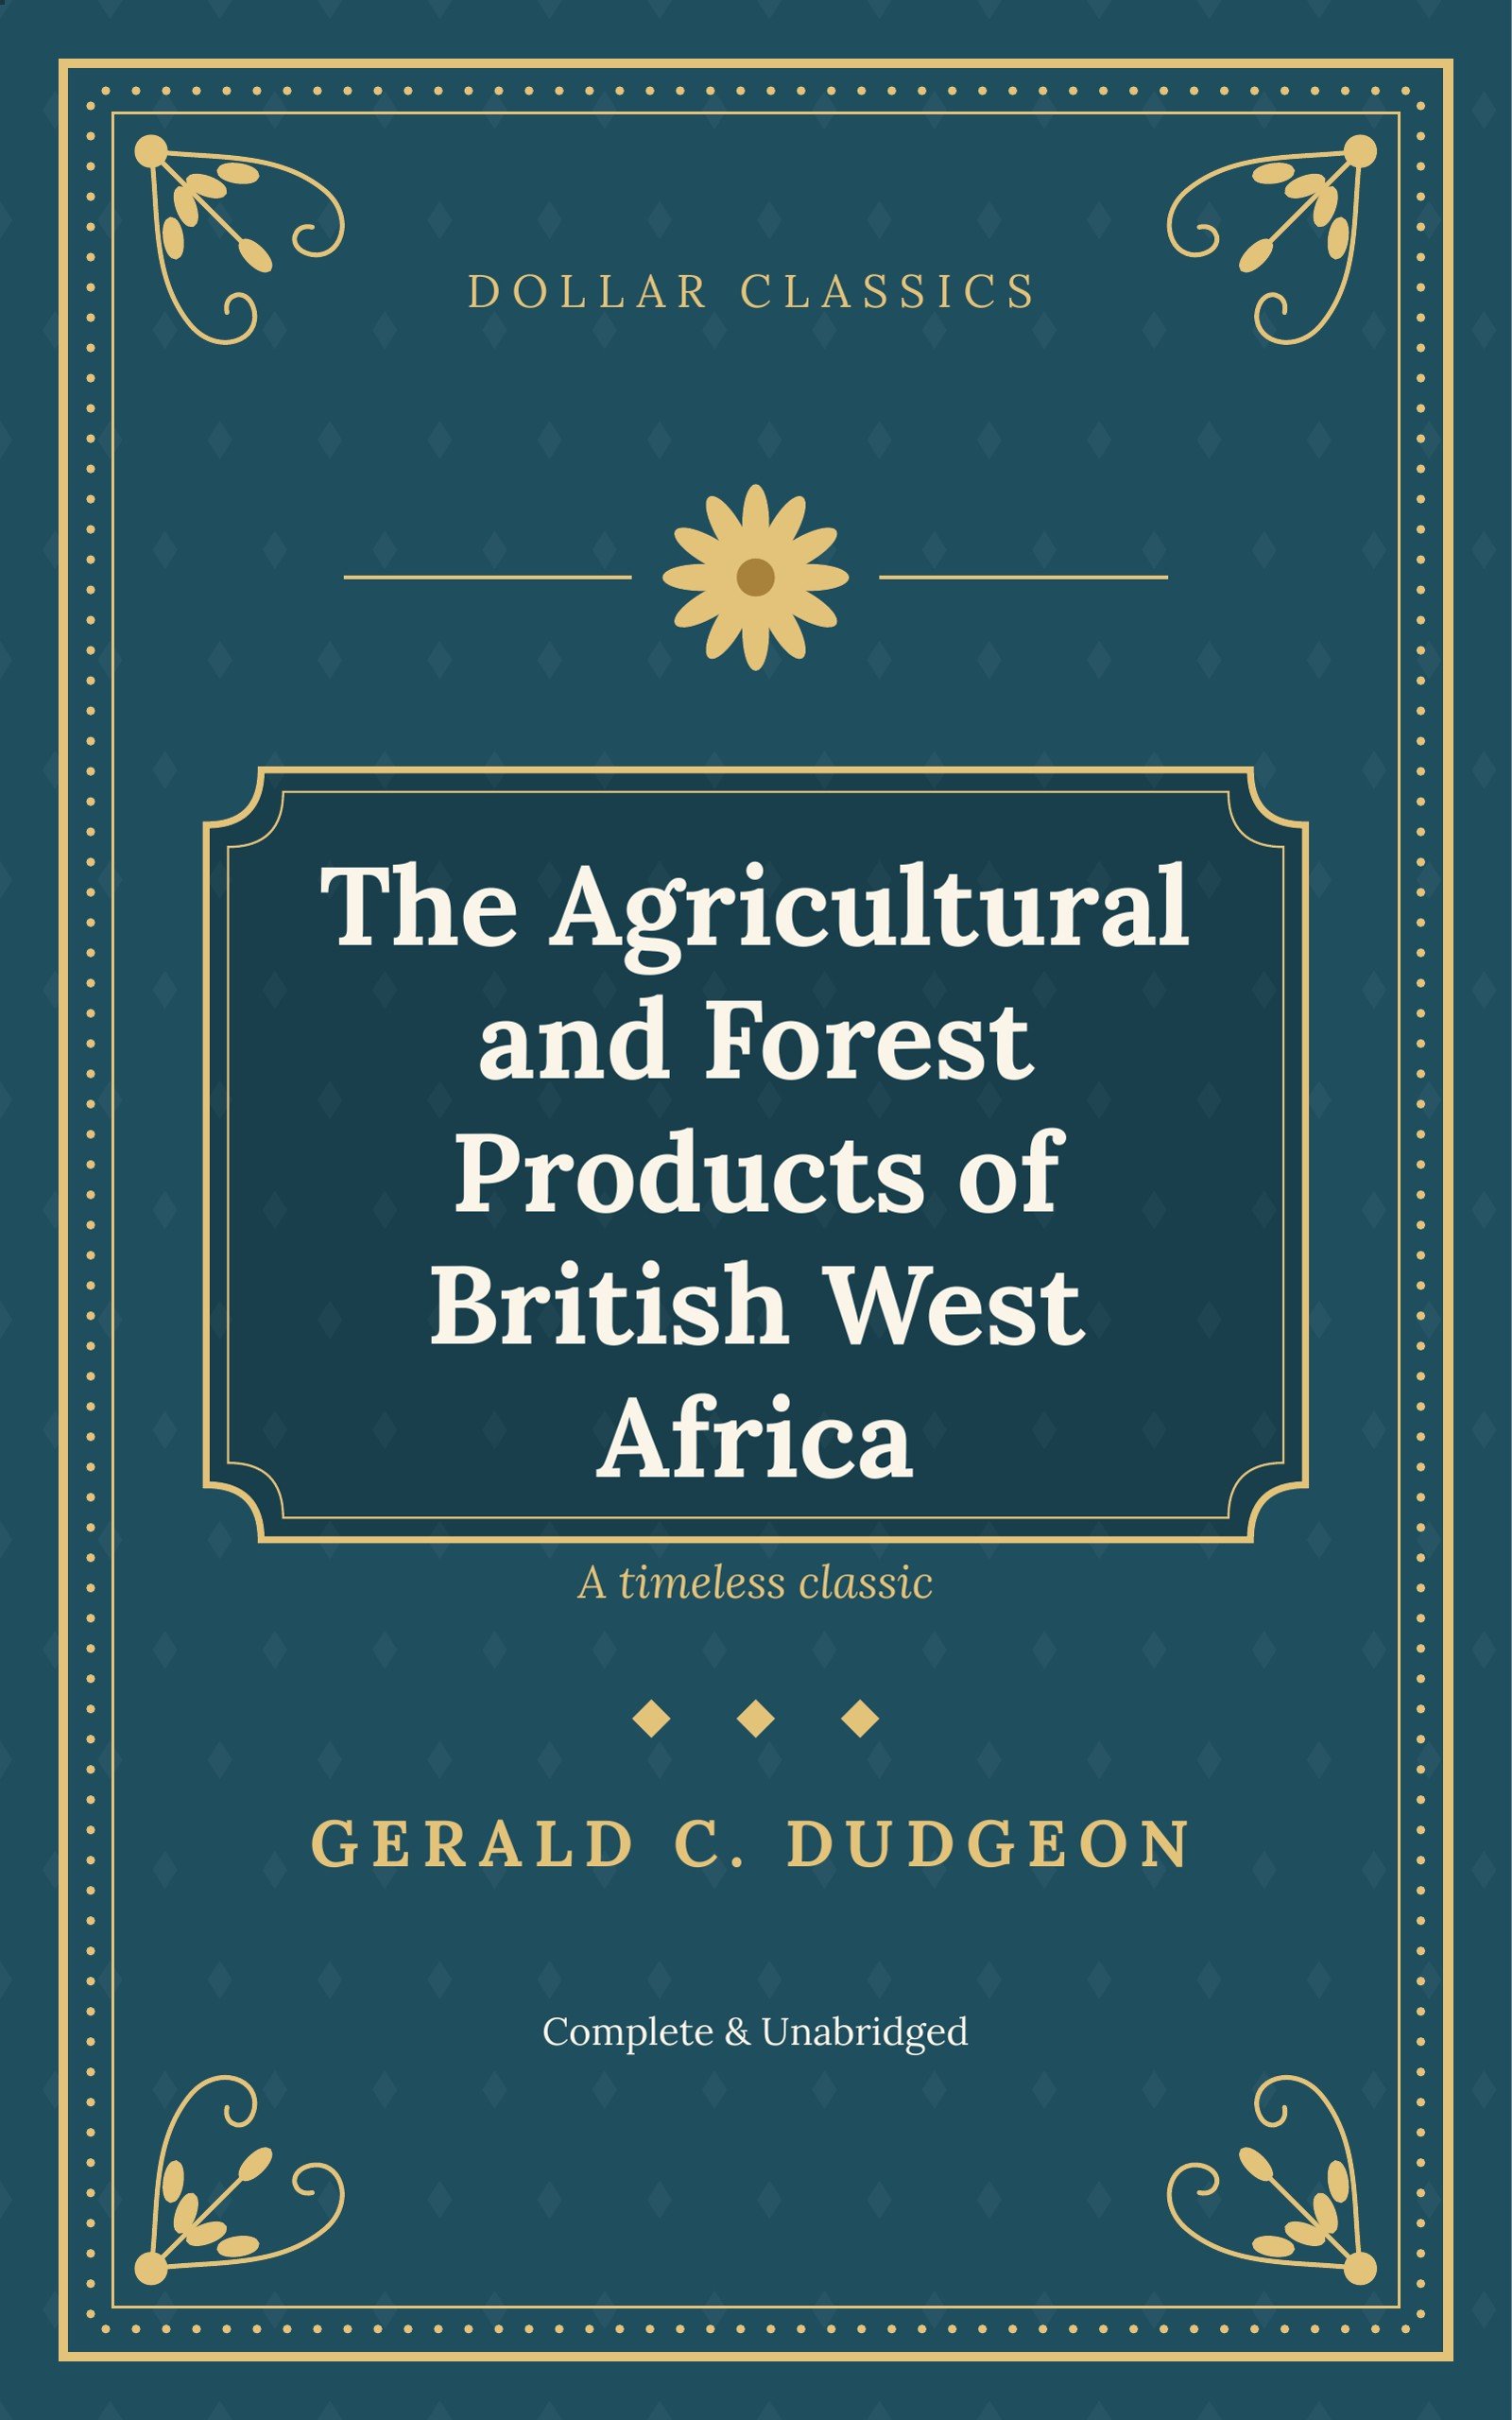 DOLLAR CLASSICS
The Agricultural
and Forest
Products of
British West
Africa
A timeless classic
GERALD C. DUDGEON
Complete & Unabridged